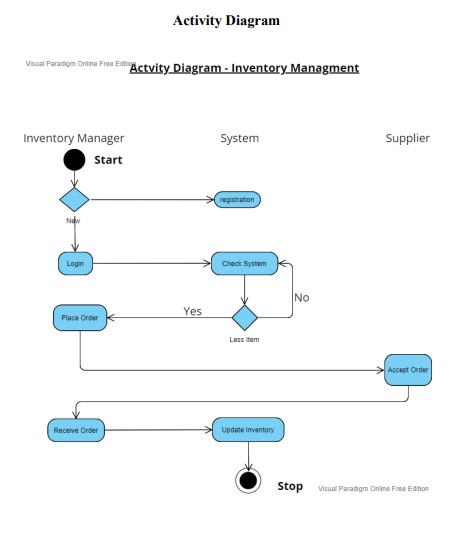 Activity Diagram
Visual Paradigm Online Free Edition
Actvity Diagram - Inventory Managment
Inventory Manager
System
Supplier
Start
registration
New
Login
Check System
No
Yes
Place Order
Less Item
Accept Order
Receive Order
Update Inventory
Stop
Visual Paradigm Online Free Edition